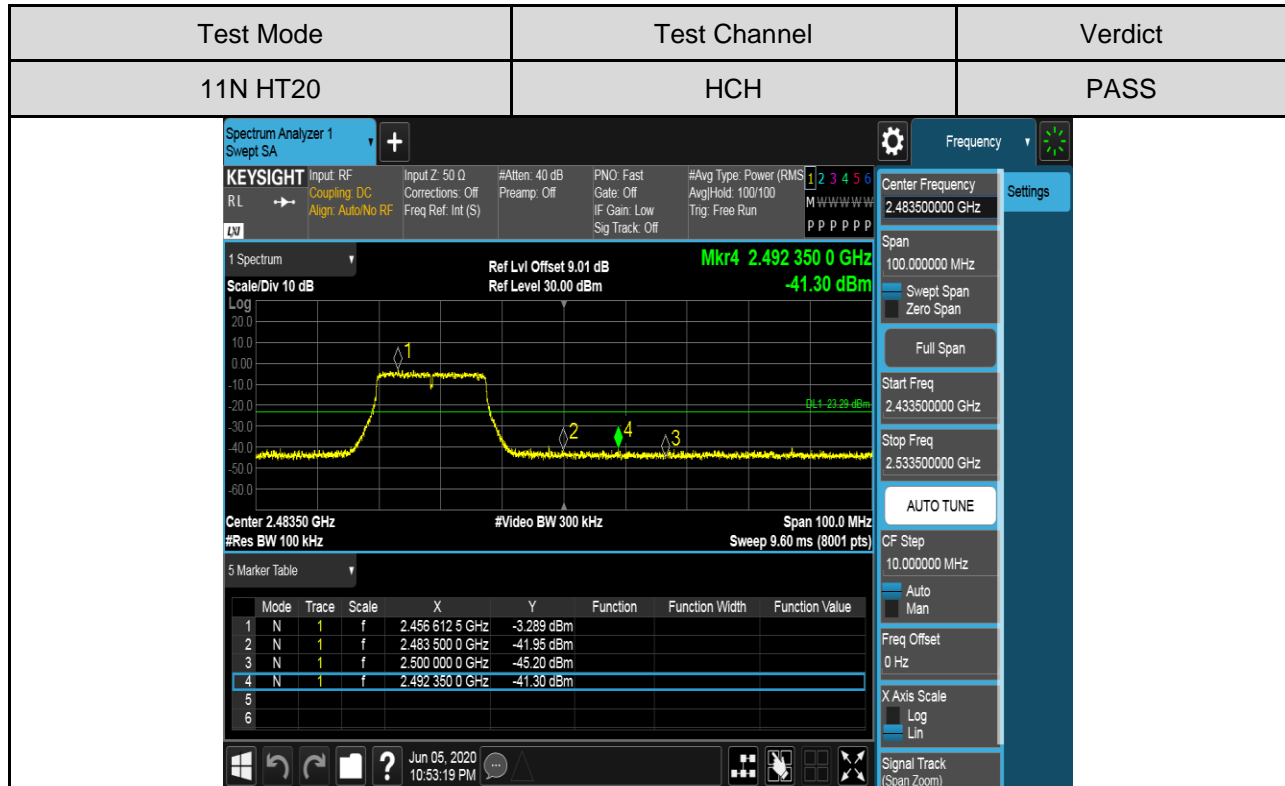 Test Mode Test Channel Verdict
11N HT20 HCH PASS
Spectrum Analyzer 1
Swept SA
+
Frequency
KEYSIGHT
RL
LXI
Input: RF
Coupling: DC
Align: Auto/No RF
Input Z: 50 Ω
Corrections: Off
Freq Ref: Int (S)
#Atten: 40 dB
Preamp: Off
PNO: Fast
Gate: Off
IF Gain: Low
Sig Track: Off
#Avg Type: Power (RMS
Avg|Hold: 100/100
Trig: Free Run
1 2 3 4 5 6
M W W W W W
P P P P P P
Center Frequency
2.483500000 GHz
Settings
1 Spectrum
Scale/Div 10 dB
Ref Lvl Offset 9.01 dB
Ref Level 30.00 dBm
Mkr4 2.492 350 0 GHz
-41.30 dBm
Span
100.000000 MHz
Swept Span
Zero Span
Full Span
Start Freq
2.433500000 GHz
Stop Freq
2.533500000 GHz
AUTO TUNE
CF Step
10.000000 MHz
Auto
Man
Freq Offset
0 Hz
X Axis Scale
Log
Lin
Signal Track
(Span Zoom)
Log
20.0
10.0
0.00
-10.0
-20.0
-30.0
-40.0
-50.0
-60.0
1
DL1 -23.29 dBm
2
4
3
Center 2.48350 GHz
#Res BW 100 kHz
#Video BW 300 kHz
Span 100.0 MHz
Sweep 9.60 ms (8001 pts)
5 Marker Table
Mode Trace Scale X Y Function Function Width Function Value
1 N 1 f 2.456 612 5 GHz -3.289 dBm
2 N 1 f 2.483 500 0 GHz -41.95 dBm
3 N 1 f 2.500 000 0 GHz -45.20 dBm
4 N 1 f 2.492 350 0 GHz -41.30 dBm
5
6
?
Jun 05, 2020
10:53:19 PM